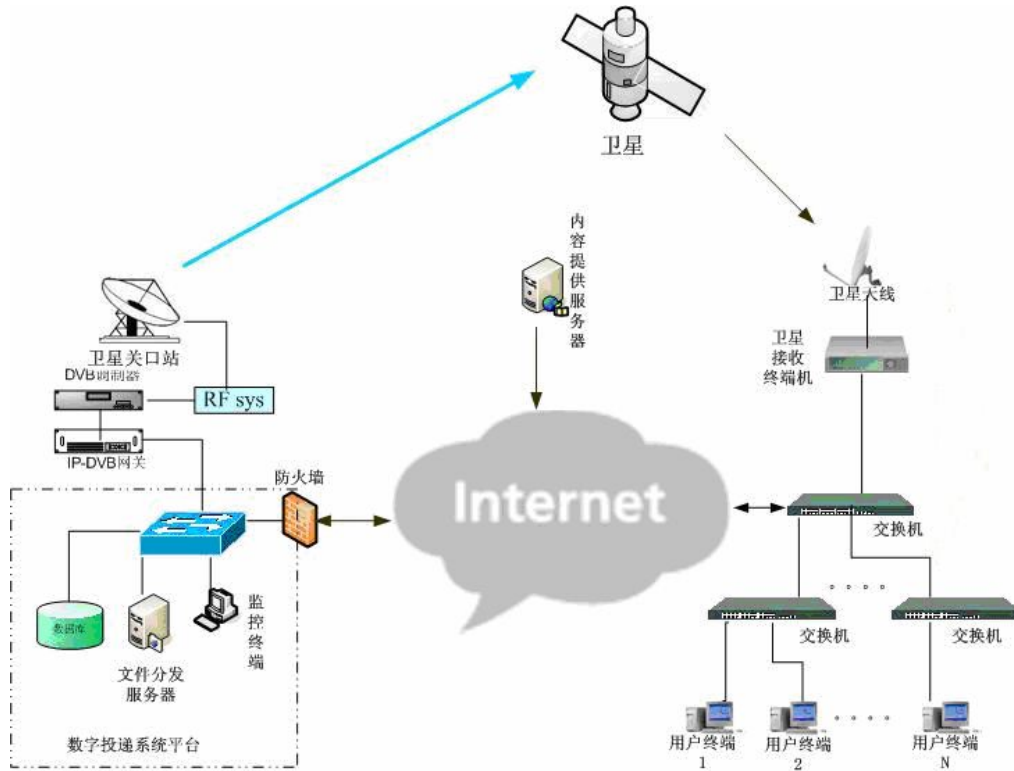 卫星
内容提供服务器
卫星关口站
DVB调制器
RF sys
IP-DVB网关
防火墙
Internet
卫星天线
卫星
接收
终端机
交换机
交换机
交换机
数据库
文件分发
服务器
监控终端
数字投递系统平台
用户终端
1
用户终端
2
用户终端
N